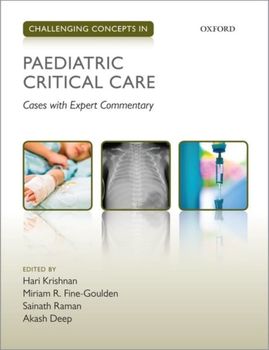 CHALLENGING CONCEPTS IN
OXFORD
PAEDIATRIC
CRITICAL CARE
Cases with Expert Commentary
EDITED BY
Hari Krishnan
Miriam R. Fine-Goulden
Sainath Raman
Akash Deep